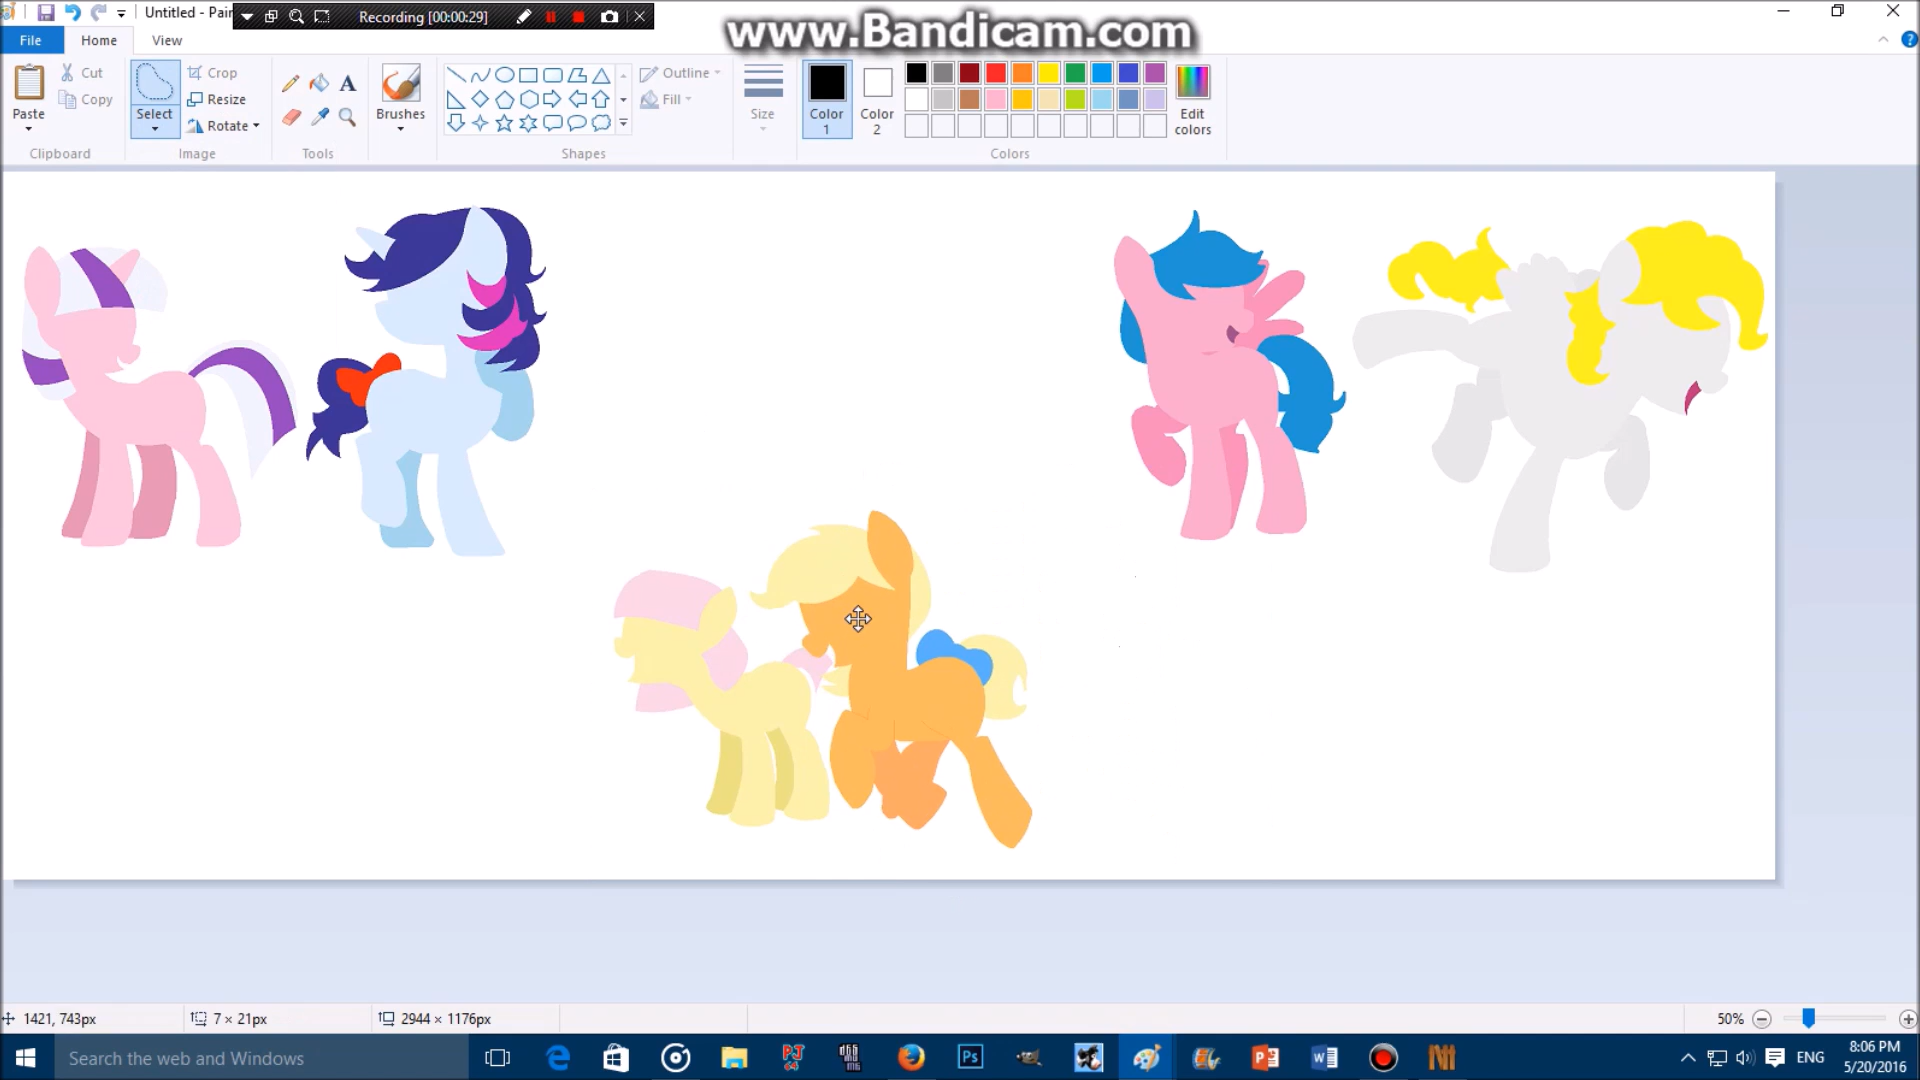 Untitled - Pain
Recording [00:00:29]
www.Bandicam.com
File
Home
View
Cut
Copy
Paste
Clipboard
Select
Crop
Resize
Rotate
Image
A
Tools
Brushes
Shapes
Outline
Fill
Size
Color 1
Color 2
Edit colors
Colors
1421, 743px
7 × 21px
2944 × 1176px
50%
Search the web and Windows
Ps
ENG
8:06 PM
5/20/2016